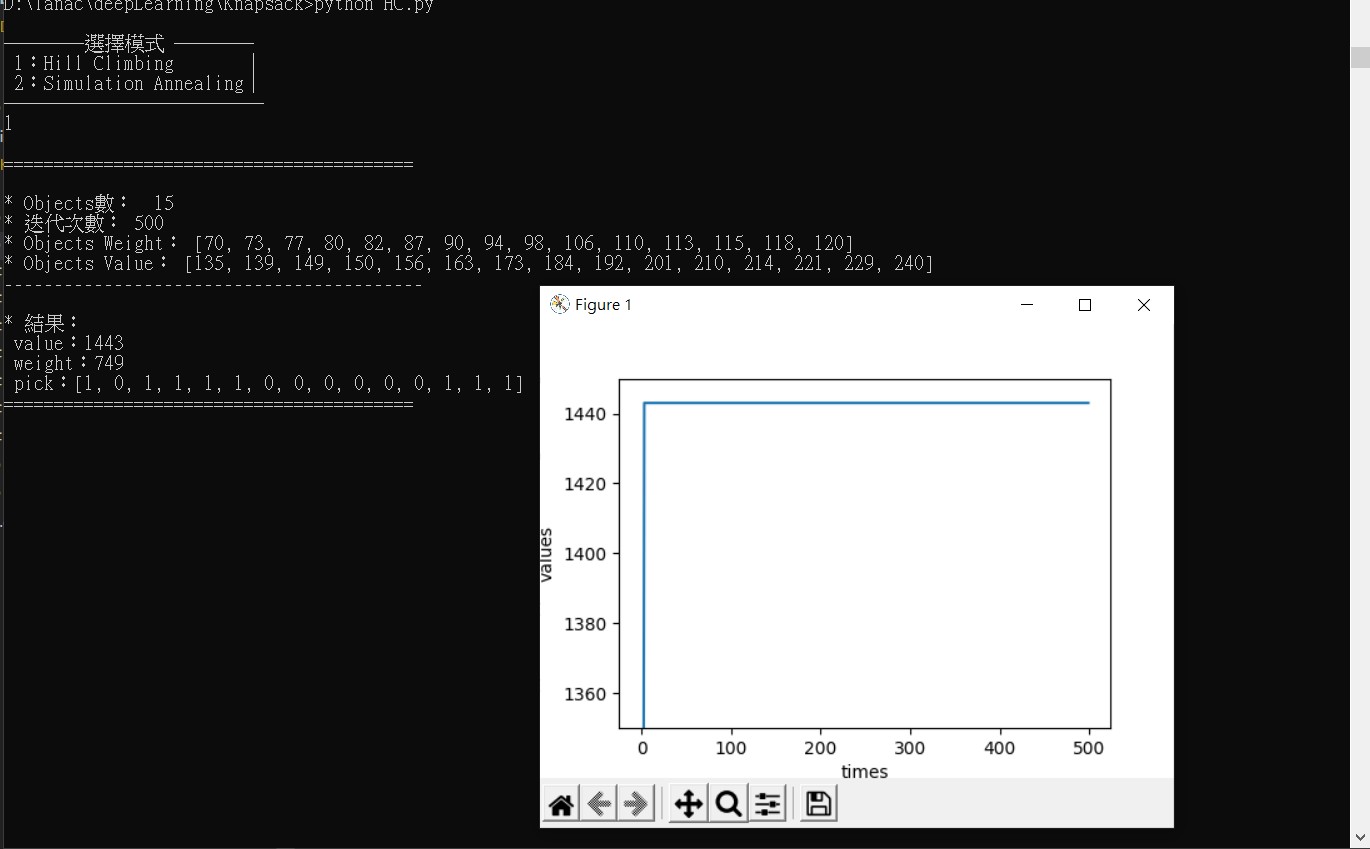 D:\Tanac\deepLearning\Knapsack>python HC.py
選擇模式
1：Hill Climbing
2：Simulation Annealing
1
=========================================
* Objects數：  15
* 迭代次數： 500
* Objects Weight： [70, 73, 77, 80, 82, 87, 90, 94, 98, 106, 110, 113, 115, 118, 120]
* Objects Value： [135, 139, 149, 150, 156, 163, 173, 184, 192, 201, 210, 214, 221, 229, 240]
------------------------------------------
* 結果：
value：1443
weight：749
pick：[1, 0, 1, 1, 1, 1, 0, 0, 0, 0, 0, 0, 1, 1, 1]
=========================================
Figure 1
1440
1420
1400
1380
1360
values
0 100 200 300 400 500
times